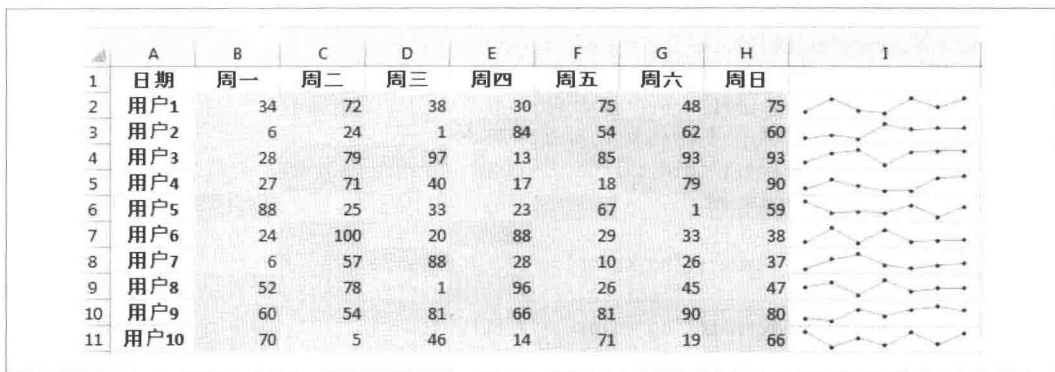 A B C D E F G H I
1 日期 周一 周二 周三 周四 周五 周六 周日
2 用户1 34 72 38 30 75 48 75
3 用户2 6 24 1 84 54 62 60
4 用户3 28 79 97 13 85 93 93
5 用户4 27 71 40 17 18 79 90
6 用户5 88 25 33 23 67 1 59
7 用户6 24 100 20 88 29 33 38
8 用户7 6 57 88 28 10 26 37
9 用户8 52 78 1 96 26 45 47
10 用户9 60 54 81 66 81 90 80
11 用户10 70 5 46 14 71 19 66